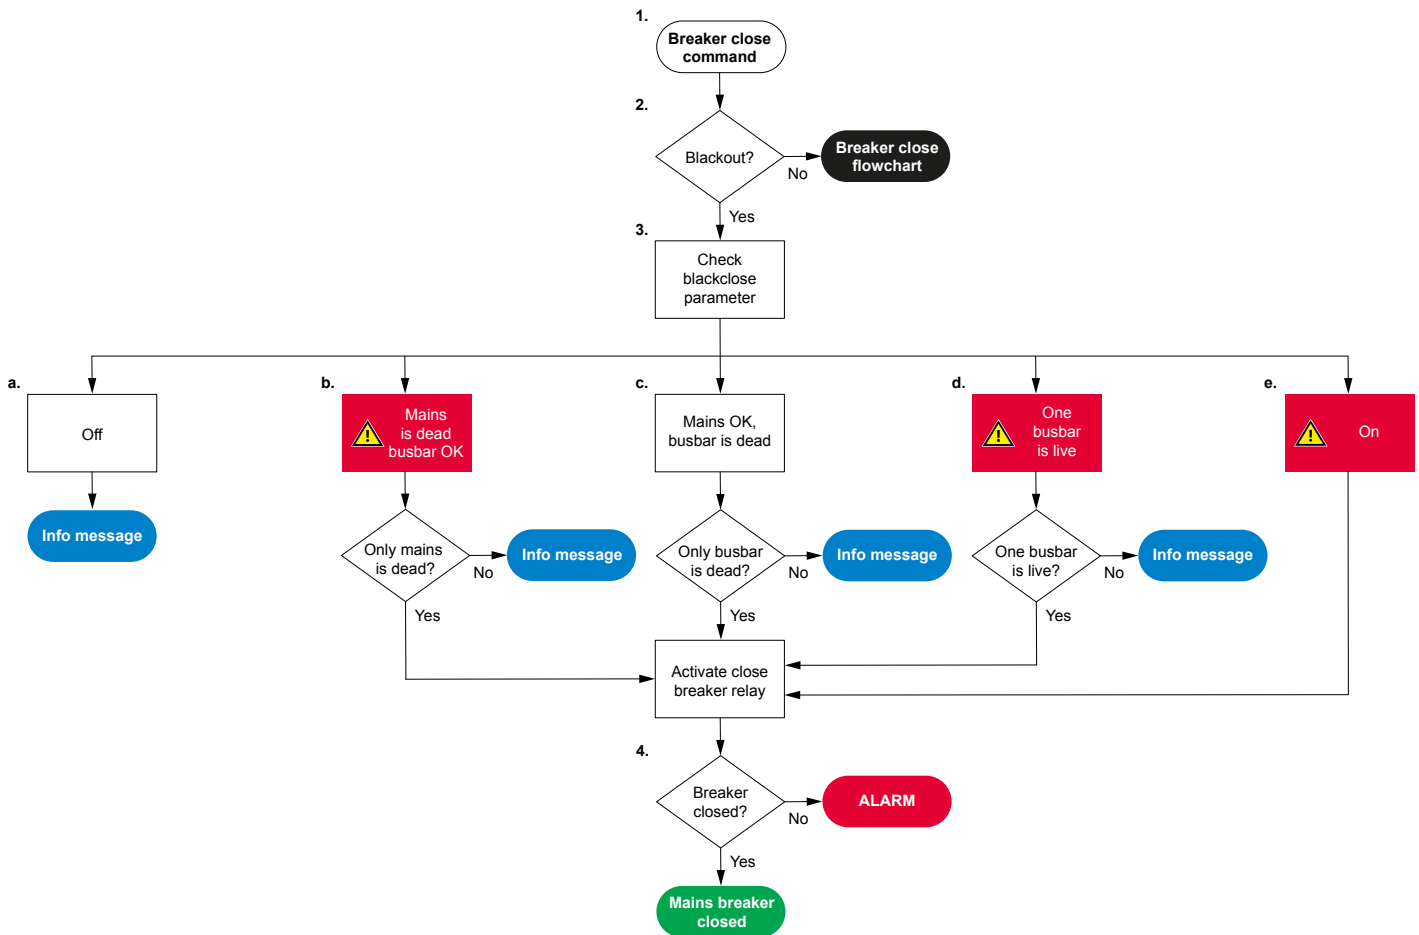 1.
Breaker close
command
2.
Blackout?
No
Breaker close
flowchart
Yes
3.
Check
blackclose
parameter
a.
Off
Info message
b.
Mains
is dead
busbar OK
Only mains
is dead?
No
Info message
Yes
c.
Mains OK,
busbar is dead
Only busbar
is dead?
No
Info message
Yes
d.
One
busbar
is live
One busbar
is live?
No
Info message
Yes
e.
On
Activate close
breaker relay
4.
Breaker
closed?
No
ALARM
Yes
Mains breaker
closed